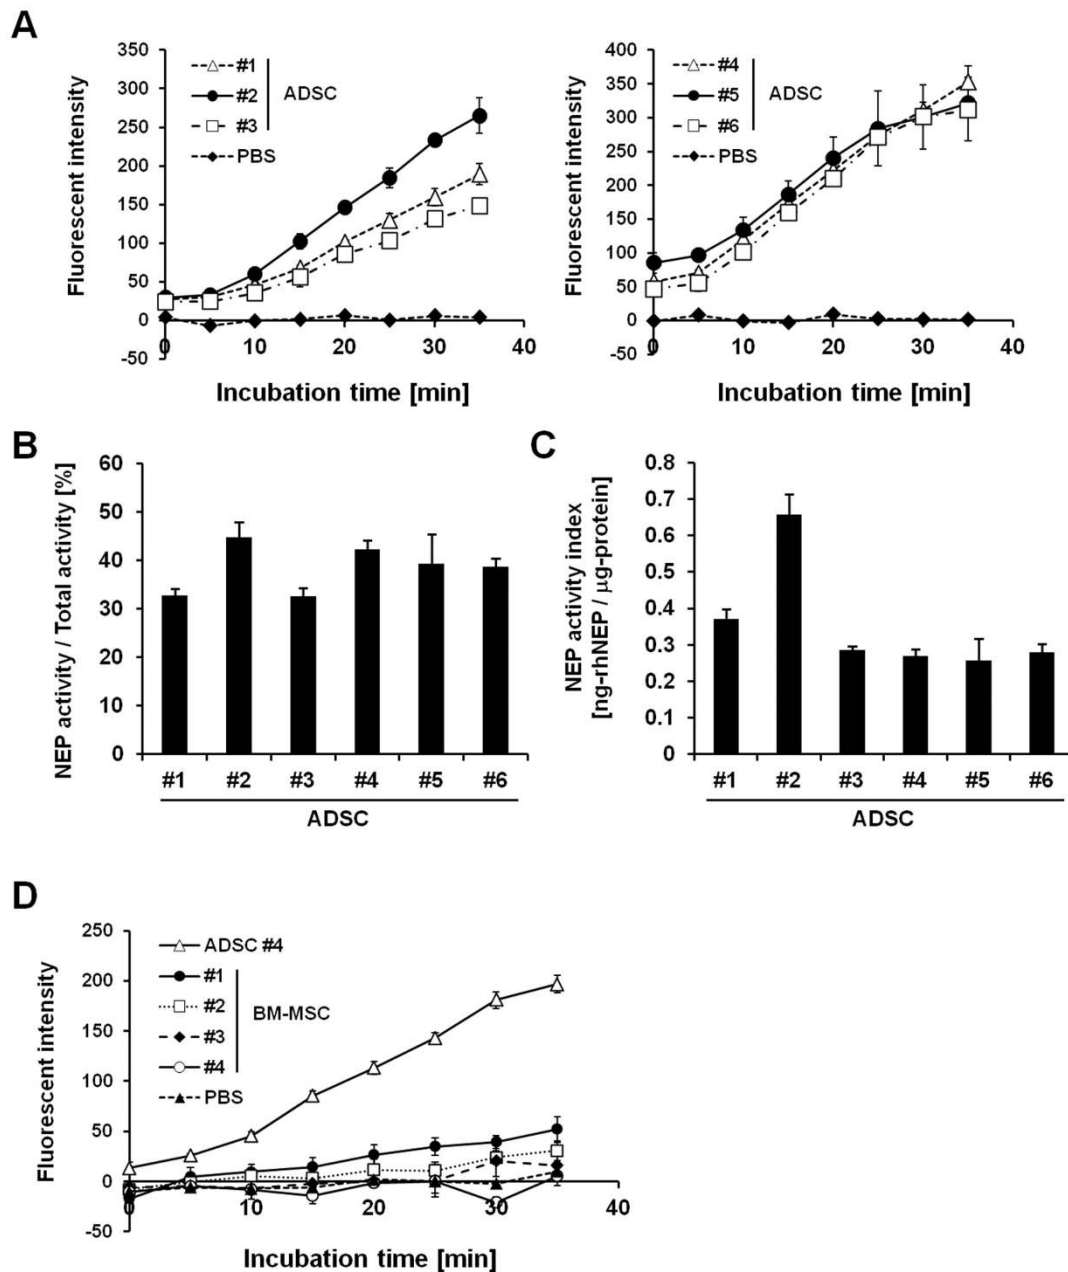 A
Fluorescent intensity
350
300
250
200
150
100
50
0
-50
#1
#2
#3
PBS
ADSC
0
10
20
30
40
Incubation time [min]
Fluorescent intensity
400
350
300
250
200
150
100
50
0
-50
#4
#5
#6
PBS
ADSC
0
10
20
30
40
Incubation time [min]
B
NEP activity / Total activity [%]
60
50
40
30
20
10
0
#1 #2 #3 #4 #5 #6
ADSC
C
NEP activity index
[ng-rhNEP / μg-protein]
0.8
0.7
0.6
0.5
0.4
0.3
0.2
0.1
0
#1 #2 #3 #4 #5 #6
ADSC
D
Fluorescent intensity
250
200
150
100
50
0
-50
ADSC #4
#1
#2
#3
#4
BM-MSC
PBS
0
10
20
30
40
Incubation time [min]